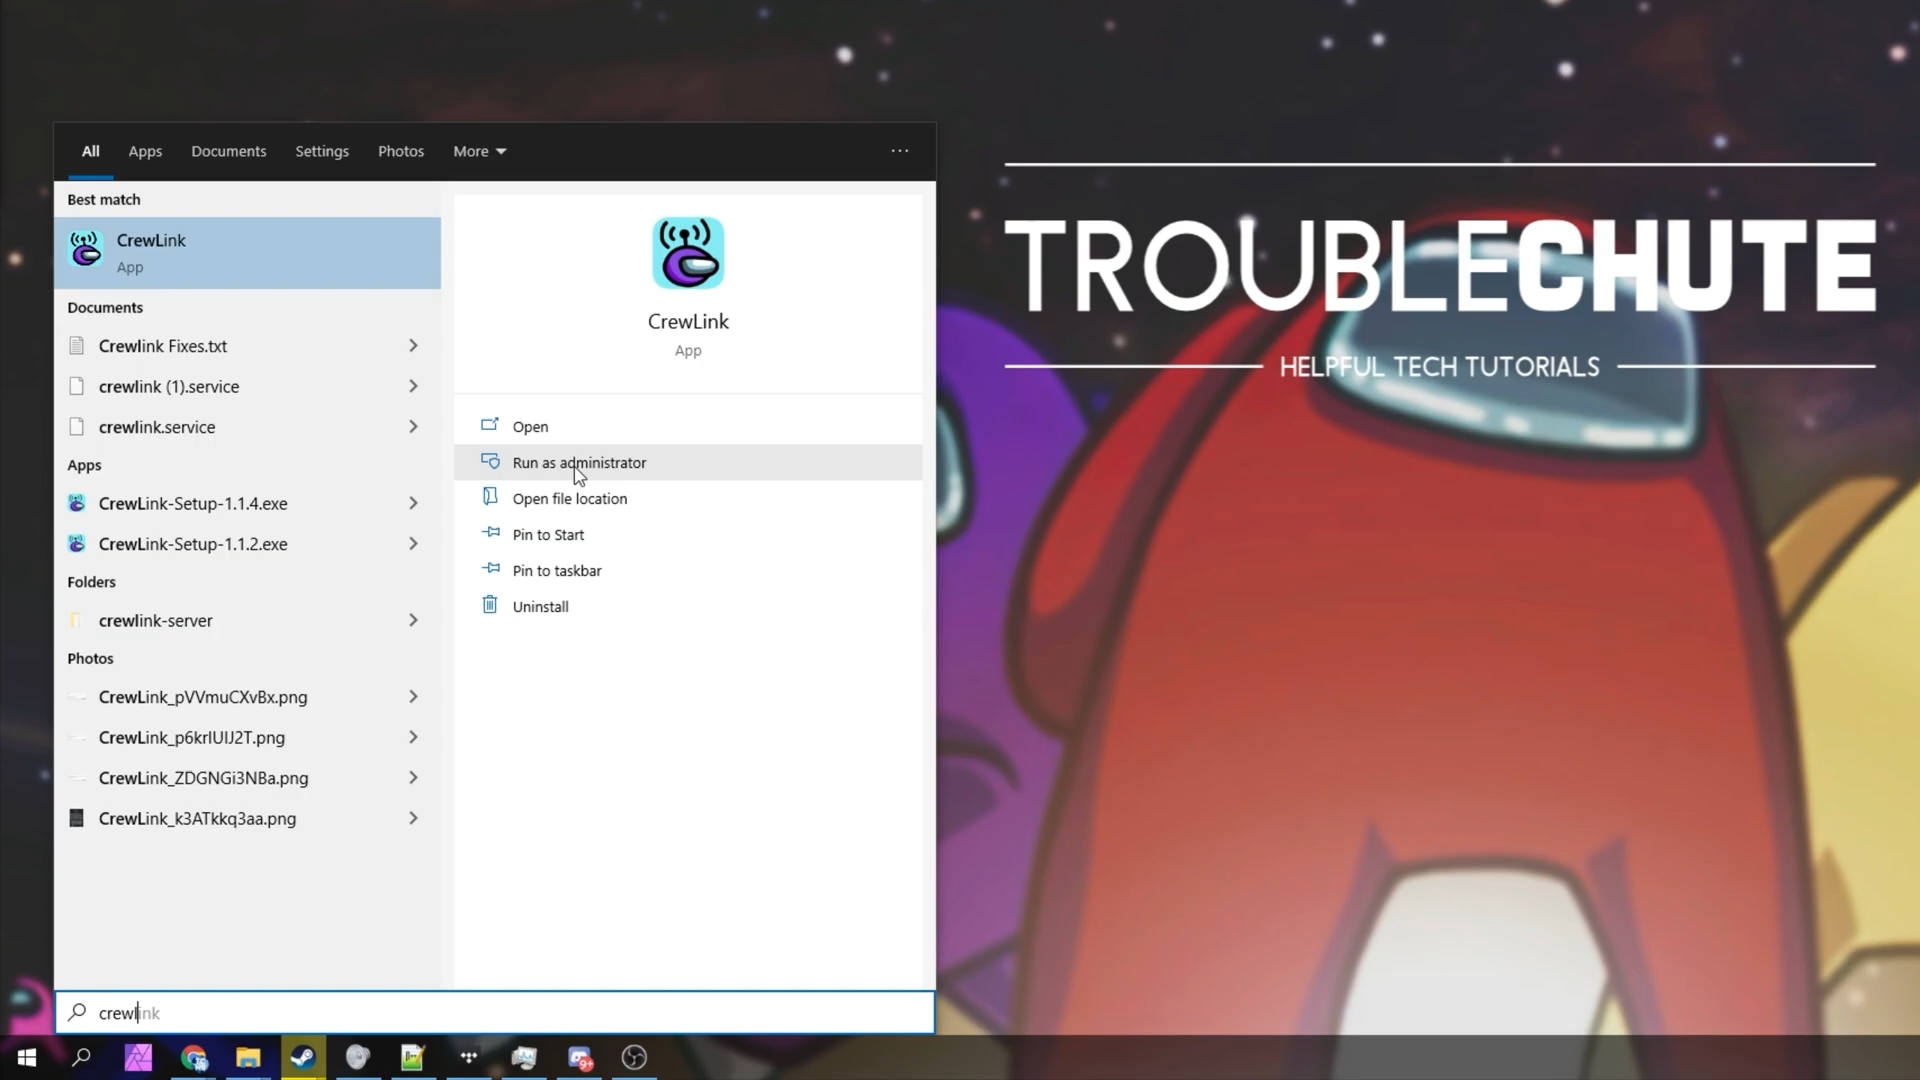 All Apps Documents Settings Photos More ...
Best match
CrewLink
App
Documents
Crewlink Fixes.txt
crewlink (1).service
crewlink.service
Apps
CrewLink-Setup-1.1.4.exe
CrewLink-Setup-1.1.2.exe
Folders
crewlink-server
Photos
CrewLink_pVVmuCXvBx.png
CrewLink_p6krlUIJ2T.png
CrewLink_ZDGNGi3NBa.png
CrewLink_k3ATkkq3aa.png
crewlink
CrewLink
App
Open
Run as administrator
Open file location
Pin to Start
Pin to taskbar
Uninstall
TROUBLECHUTE
HELPFUL TECH TUTORIALS
9+